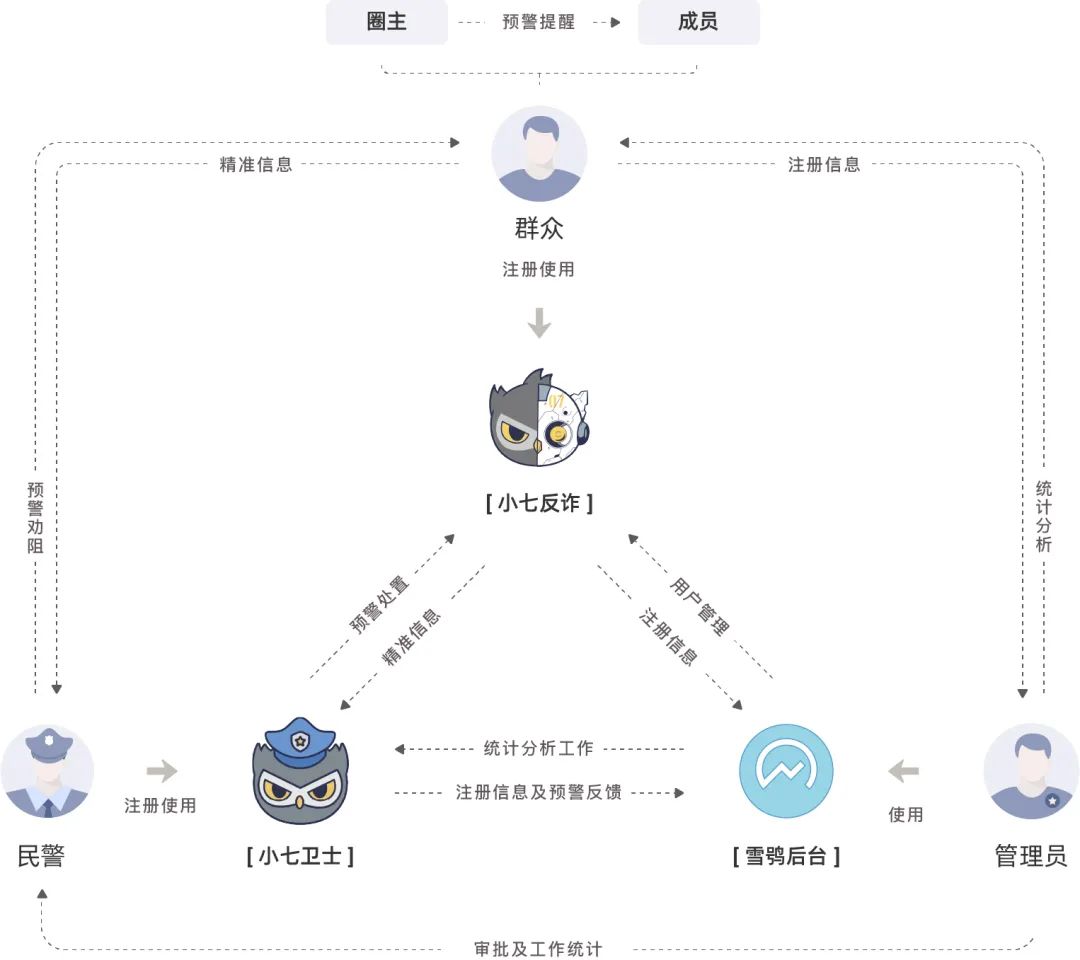 圈主 预警提醒 成员
精准信息
注册信息
群众
注册使用
07
[ 小七反诈 ]
预警劝阻
统计分析
预警处置
精准信息
用户管理
注册信息
统计分析工作
注册信息及预警反馈
注册使用
使用
民警
[ 小七卫士 ]
[ 雪鸮后台 ]
管理员
审批及工作统计